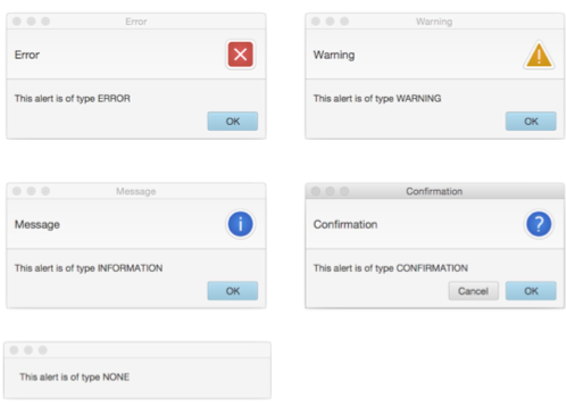 Error
Error
This alert is of type ERROR
OK
Warning
Warning
This alert is of type WARNING
OK
Message
Message
This alert is of type INFORMATION
OK
Confirmation
Confirmation
This alert is of type CONFIRMATION
Cancel OK
This alert is of type NONE